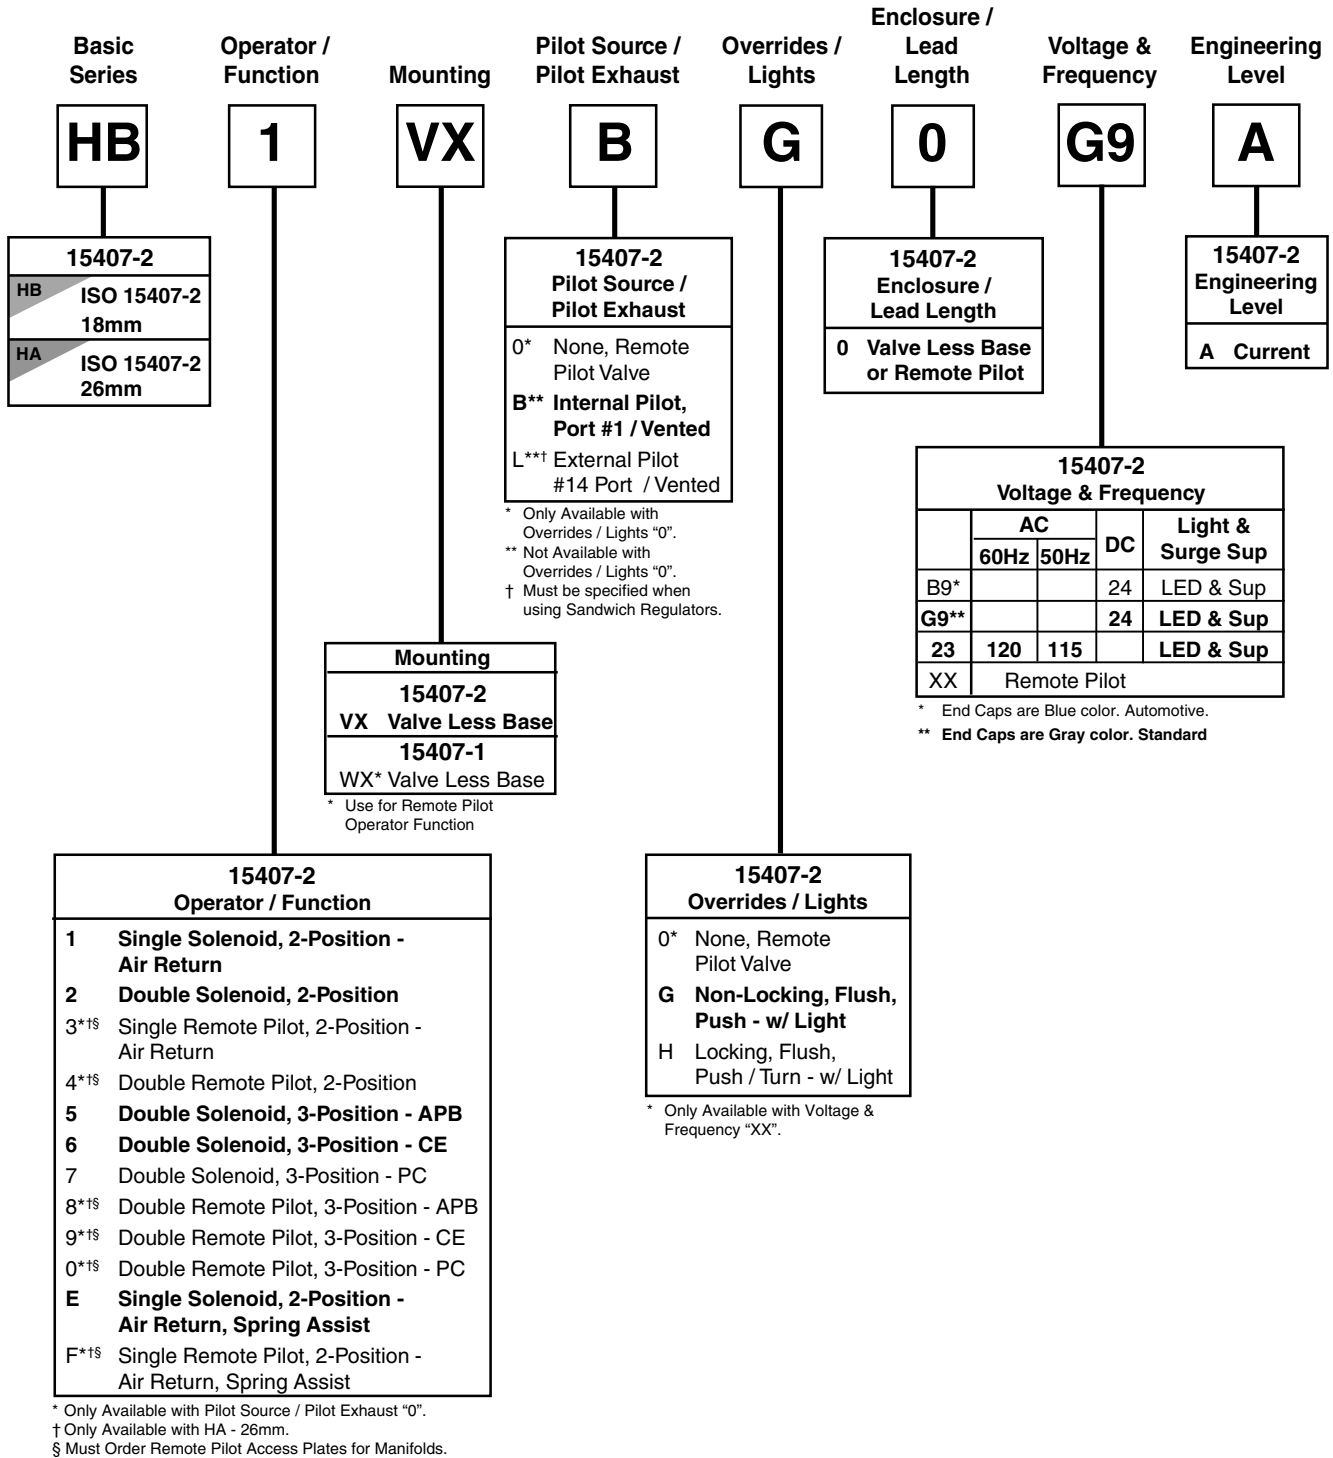 Basic
Series
Operator /
Function
Mounting
Pilot Source /
Pilot Exhaust
Overrides /
Lights
Enclosure /
Lead
Length
Voltage &
Frequency
Engineering
Level
HB
1
VX
B
G
0
G9
A
15407-2
HB
ISO 15407-2
18mm
HA
ISO 15407-2
26mm
15407-2
Pilot Source /
Pilot Exhaust
0* None, Remote
Pilot Valve
B** Internal Pilot,
Port #1 / Vented
L**† External Pilot
#14 Port / Vented
* Only Available with
Overrides / Lights “0”.
** Not Available with
Overrides / Lights “0”.
† Must be specified when
using Sandwich Regulators.
15407-2
Enclosure /
Lead Length
0 Valve Less Base
or Remote Pilot
15407-2
Engineering
Level
A Current
15407-2
Voltage & Frequency
AC
60Hz 50Hz
DC
Light &
Surge Sup
B9* 24 LED & Sup
G9** 24 LED & Sup
23 120 115 LED & Sup
XX Remote Pilot
* End Caps are Blue color. Automotive.
** End Caps are Gray color. Standard
Mounting
15407-2
VX Valve Less Base
15407-1
WX* Valve Less Base
* Use for Remote Pilot
Operator Function
15407-2
Operator / Function
1 Single Solenoid, 2-Position -
Air Return
2 Double Solenoid, 2-Position
3*†§ Single Remote Pilot, 2-Position -
Air Return
4*†§ Double Remote Pilot, 2-Position
5 Double Solenoid, 3-Position - APB
6 Double Solenoid, 3-Position - CE
7 Double Solenoid, 3-Position - PC
8*†§ Double Remote Pilot, 3-Position - APB
9*†§ Double Remote Pilot, 3-Position - CE
0*†§ Double Remote Pilot, 3-Position - PC
E Single Solenoid, 2-Position -
Air Return, Spring Assist
F*†§ Single Remote Pilot, 2-Position -
Air Return, Spring Assist
* Only Available with Pilot Source / Pilot Exhaust “0”.
† Only Available with HA - 26mm.
§ Must Order Remote Pilot Access Plates for Manifolds.
15407-2
Overrides / Lights
0* None, Remote
Pilot Valve
G Non-Locking, Flush,
Push - w/ Light
H Locking, Flush,
Push / Turn - w/ Light
* Only Available with Voltage &
Frequency “XX”.